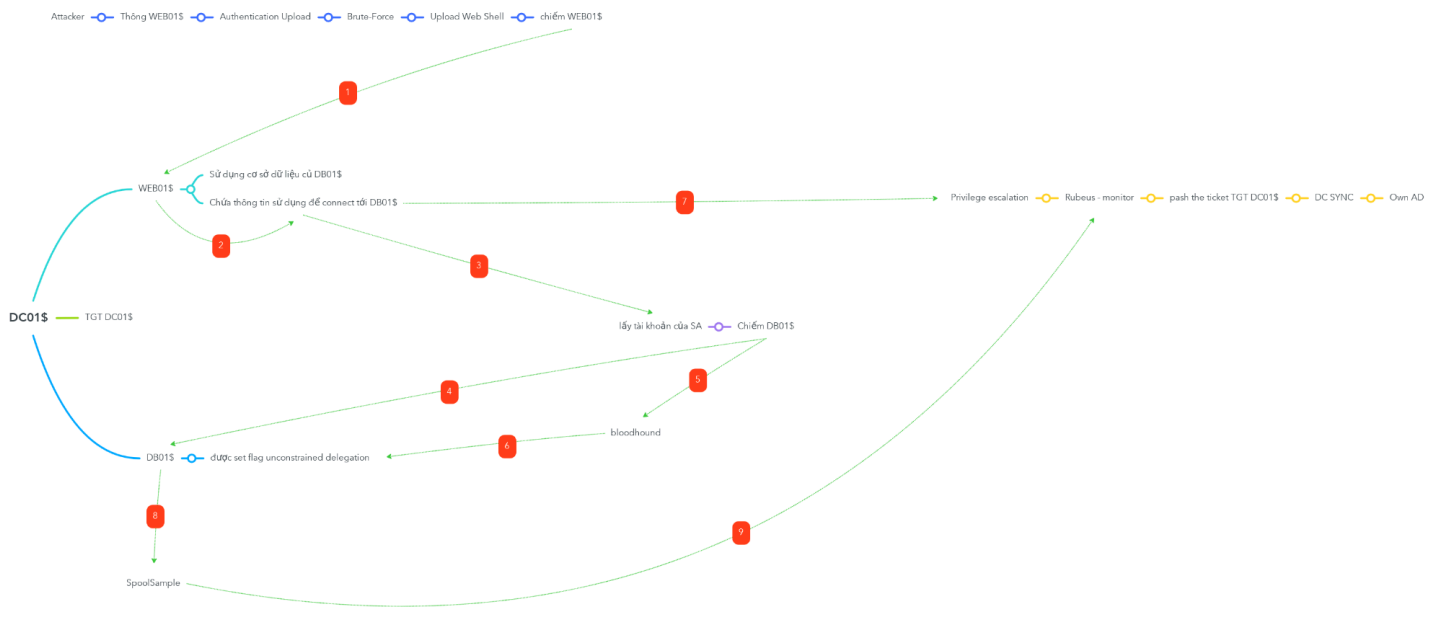 Attacker
Thông WEB01$
Authentication Upload
Brute-Force
Upload Web Shell
chiếm WEB01$
1
WEB01$
Sử dụng cơ sở dữ liệu củ DB01$
Chứa thông tin sử dụng để connect tới DB01$
7
Privilege escalation
Rubeus - monitor
pash the ticket TGT DC01$
DC SYNC
Own AD
2
3
DC01$
TGT DC01$
lấy tài khoản của SA
Chiếm DB01$
4
5
bloodhound
6
DB01$
được set flag unconstrained delegation
8
9
SpoolSample